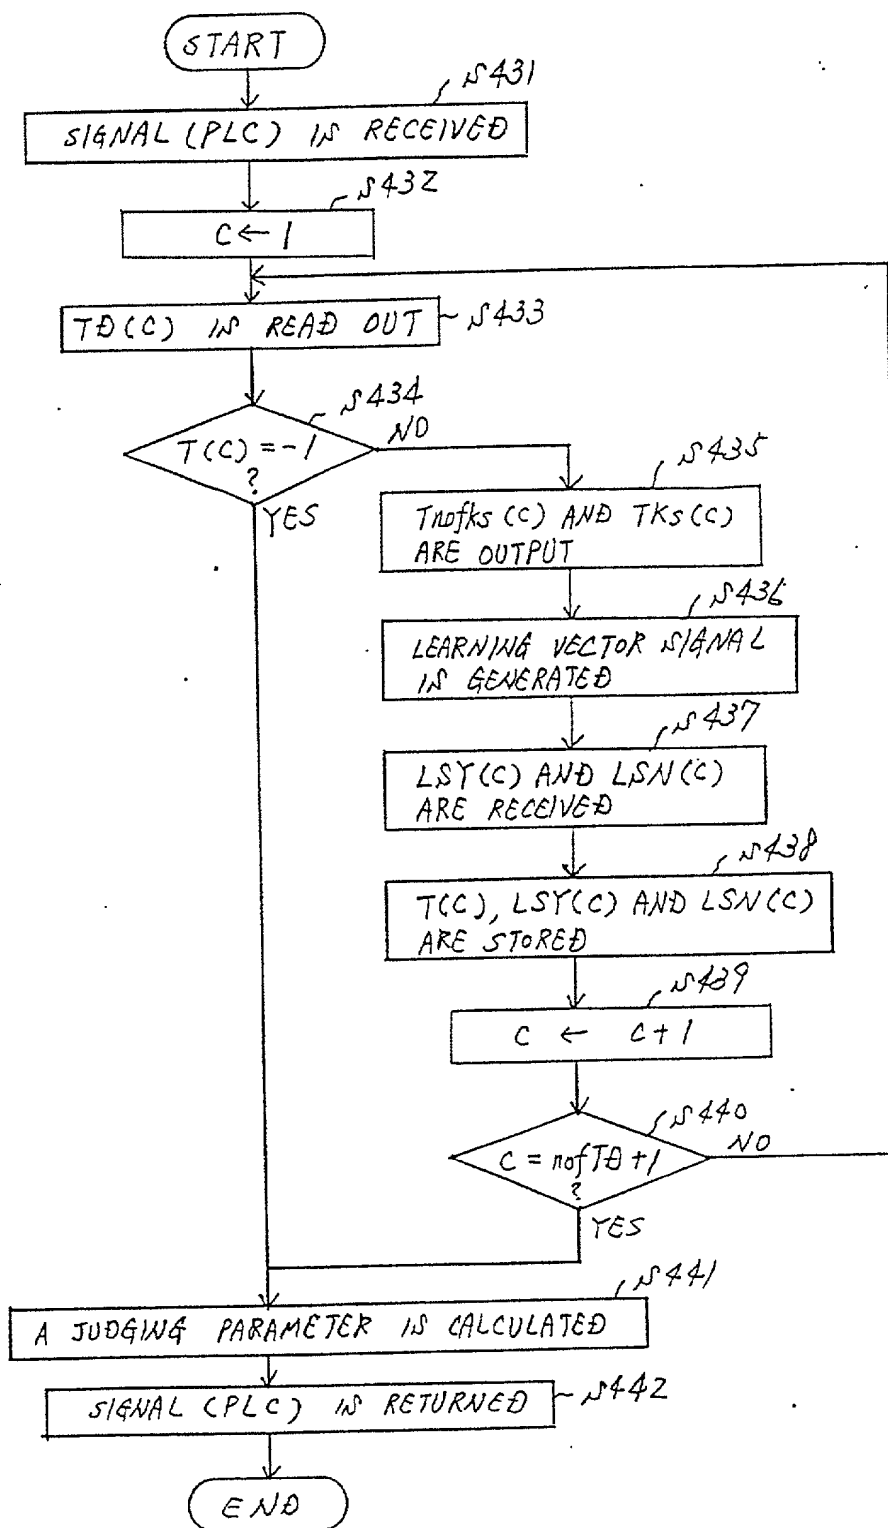 START
S431
SIGNAL (PLC) IS RECEIVED
S432
C ← 1
TD(C) IS READ OUT
S433
S434
T(C) = -1
?
NO
YES
S435
Tnofks(C) AND TKs(C)
ARE OUTPUT
S436
LEARNING VECTOR SIGNAL
IS GENERATED
S437
LSY(C) AND LSN(C)
ARE RECEIVED
S438
T(C), LSY(C) AND LSN(C)
ARE STORED
S439
C ← C+1
S440
C = nofTD+1
?
NO
YES
S441
A JUDGING PARAMETER IS CALCULATED
SIGNAL (PLC) IS RETURNED
S442
END